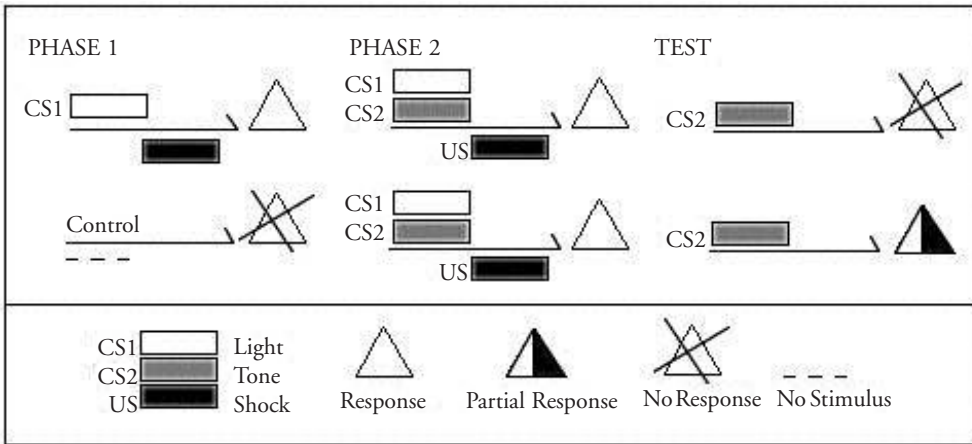 PHASE 1 PHASE 2 TEST
CS1
CS1
CS2
CS2
US
Control
CS1
CS2
CS2
US
CS1 Light
CS2 Tone
US Shock
Response Partial Response No Response No Stimulus